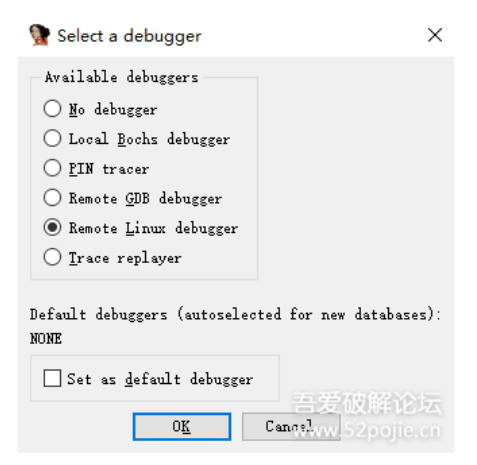 Select a debugger
Available debuggers
No debugger
Local Bochs debugger
PIN tracer
Remote GDB debugger
Remote Linux debugger
Trace replayer
Default debuggers (autoselected for new databases):
NONE
Set as default debugger
OK
Cancel
吾爱破解论坛
www.52pojie.cn